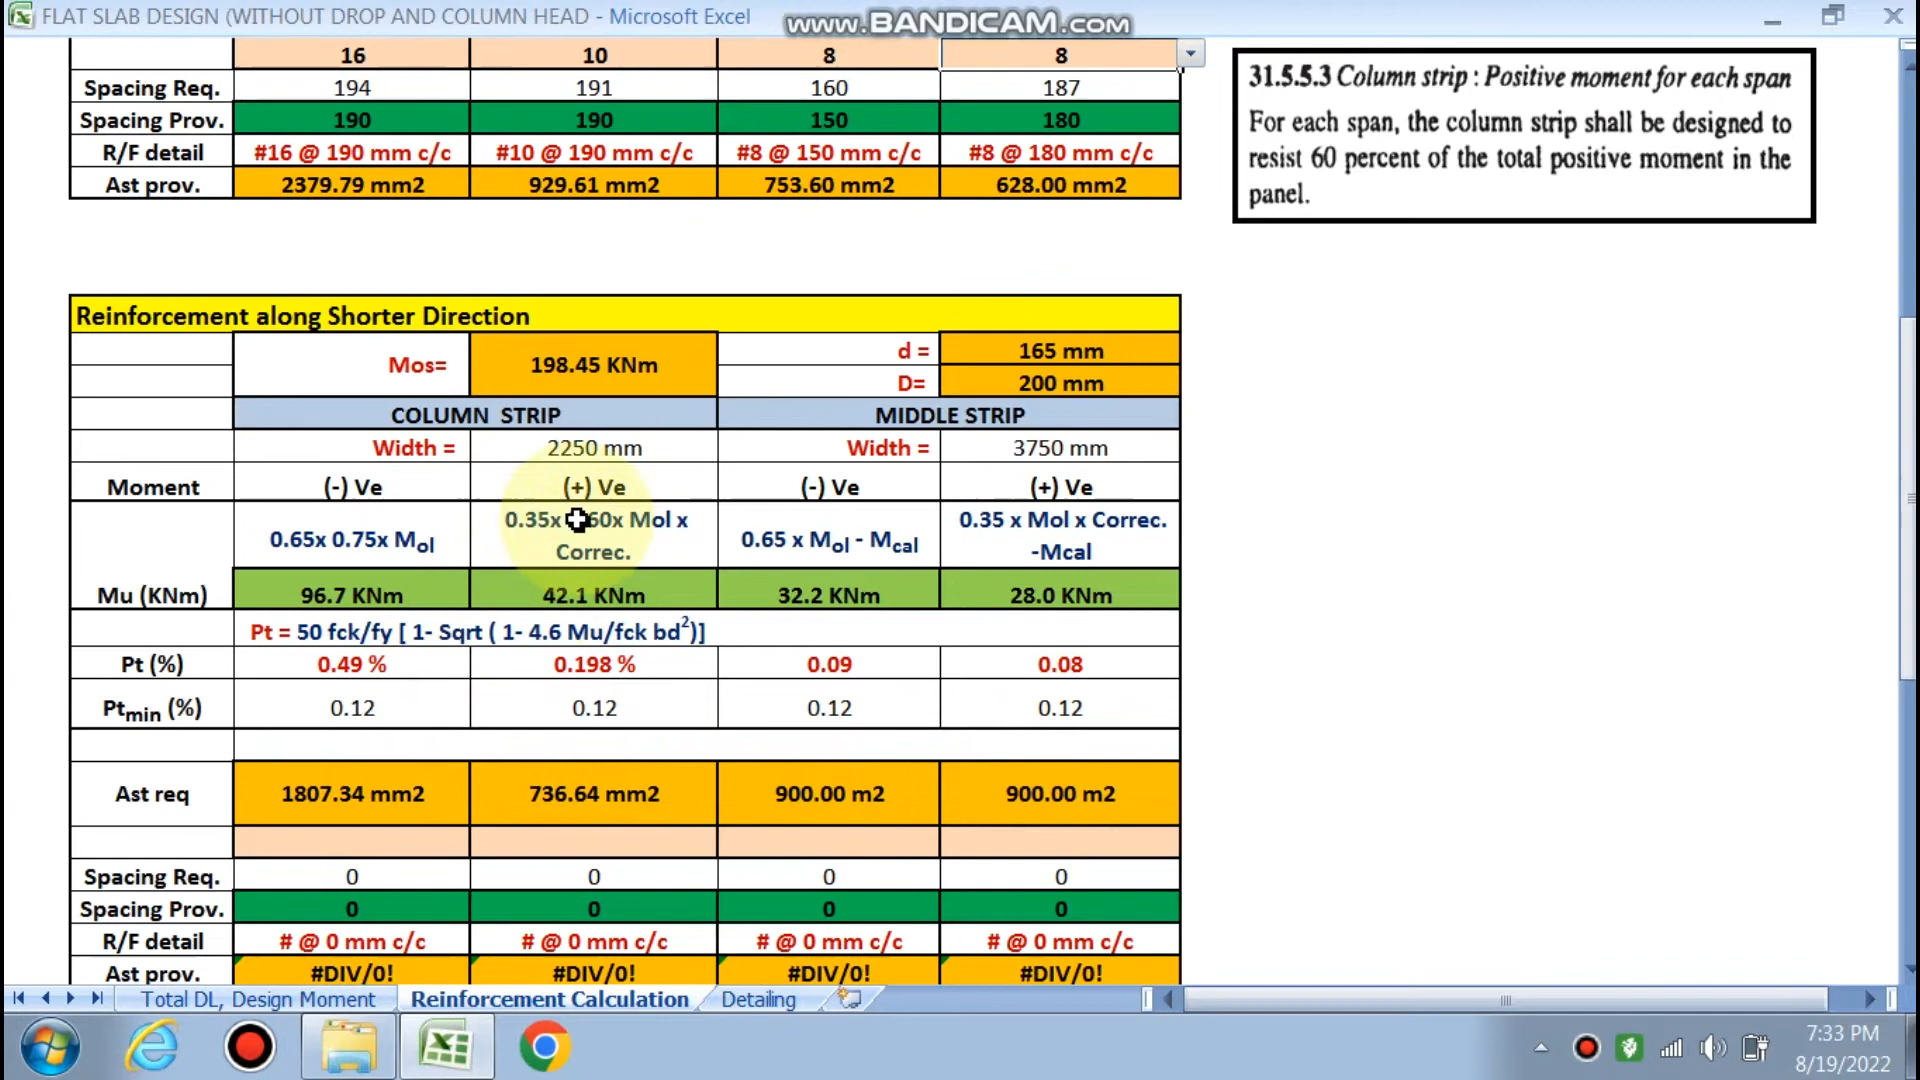 FLAT SLAB DESIGN (WITHOUT DROP AND COLUMN HEAD - Microsoft Excel
www.BANDICAM.com
16 10 8 8
Spacing Req. 194 191 160 187
Spacing Prov. 190 190 150 180
R/F detail #16 @ 190 mm c/c #10 @ 190 mm c/c #8 @ 150 mm c/c #8 @ 180 mm c/c
Ast prov. 2379.79 mm2 929.61 mm2 753.60 mm2 628.00 mm2
31.5.5.3 Column strip : Positive moment for each span
For each span, the column strip shall be designed to
resist 60 percent of the total positive moment in the
panel.
Reinforcement along Shorter Direction
Mos= 198.45 KNm d = 165 mm
D= 200 mm
COLUMN STRIP MIDDLE STRIP
Width = 2250 mm Width = 3750 mm
Moment (-) Ve (+) Ve (-) Ve (+) Ve
0.65x 0.75x Mol 0.35x 60x Mol x Correc. 0.65 x Mol - Mcal 0.35 x Mol x Correc. -Mcal
Mu (KNm) 96.7 KNm 42.1 KNm 32.2 KNm 28.0 KNm
Pt = 50 fck/fy [ 1- Sqrt ( 1- 4.6 Mu/fck bd2)]
Pt (%) 0.49 % 0.198 % 0.09 0.08
Ptmin (%) 0.12 0.12 0.12 0.12
Ast req 1807.34 mm2 736.64 mm2 900.00 m2 900.00 m2
Spacing Req. 0 0 0 0
Spacing Prov. 0 0 0 0
R/F detail # @ 0 mm c/c # @ 0 mm c/c # @ 0 mm c/c # @ 0 mm c/c
Ast prov. #DIV/0! #DIV/0! #DIV/0! #DIV/0!
Total DL, Design Moment Reinforcement Calculation Detailing
7:33 PM
8/19/2022